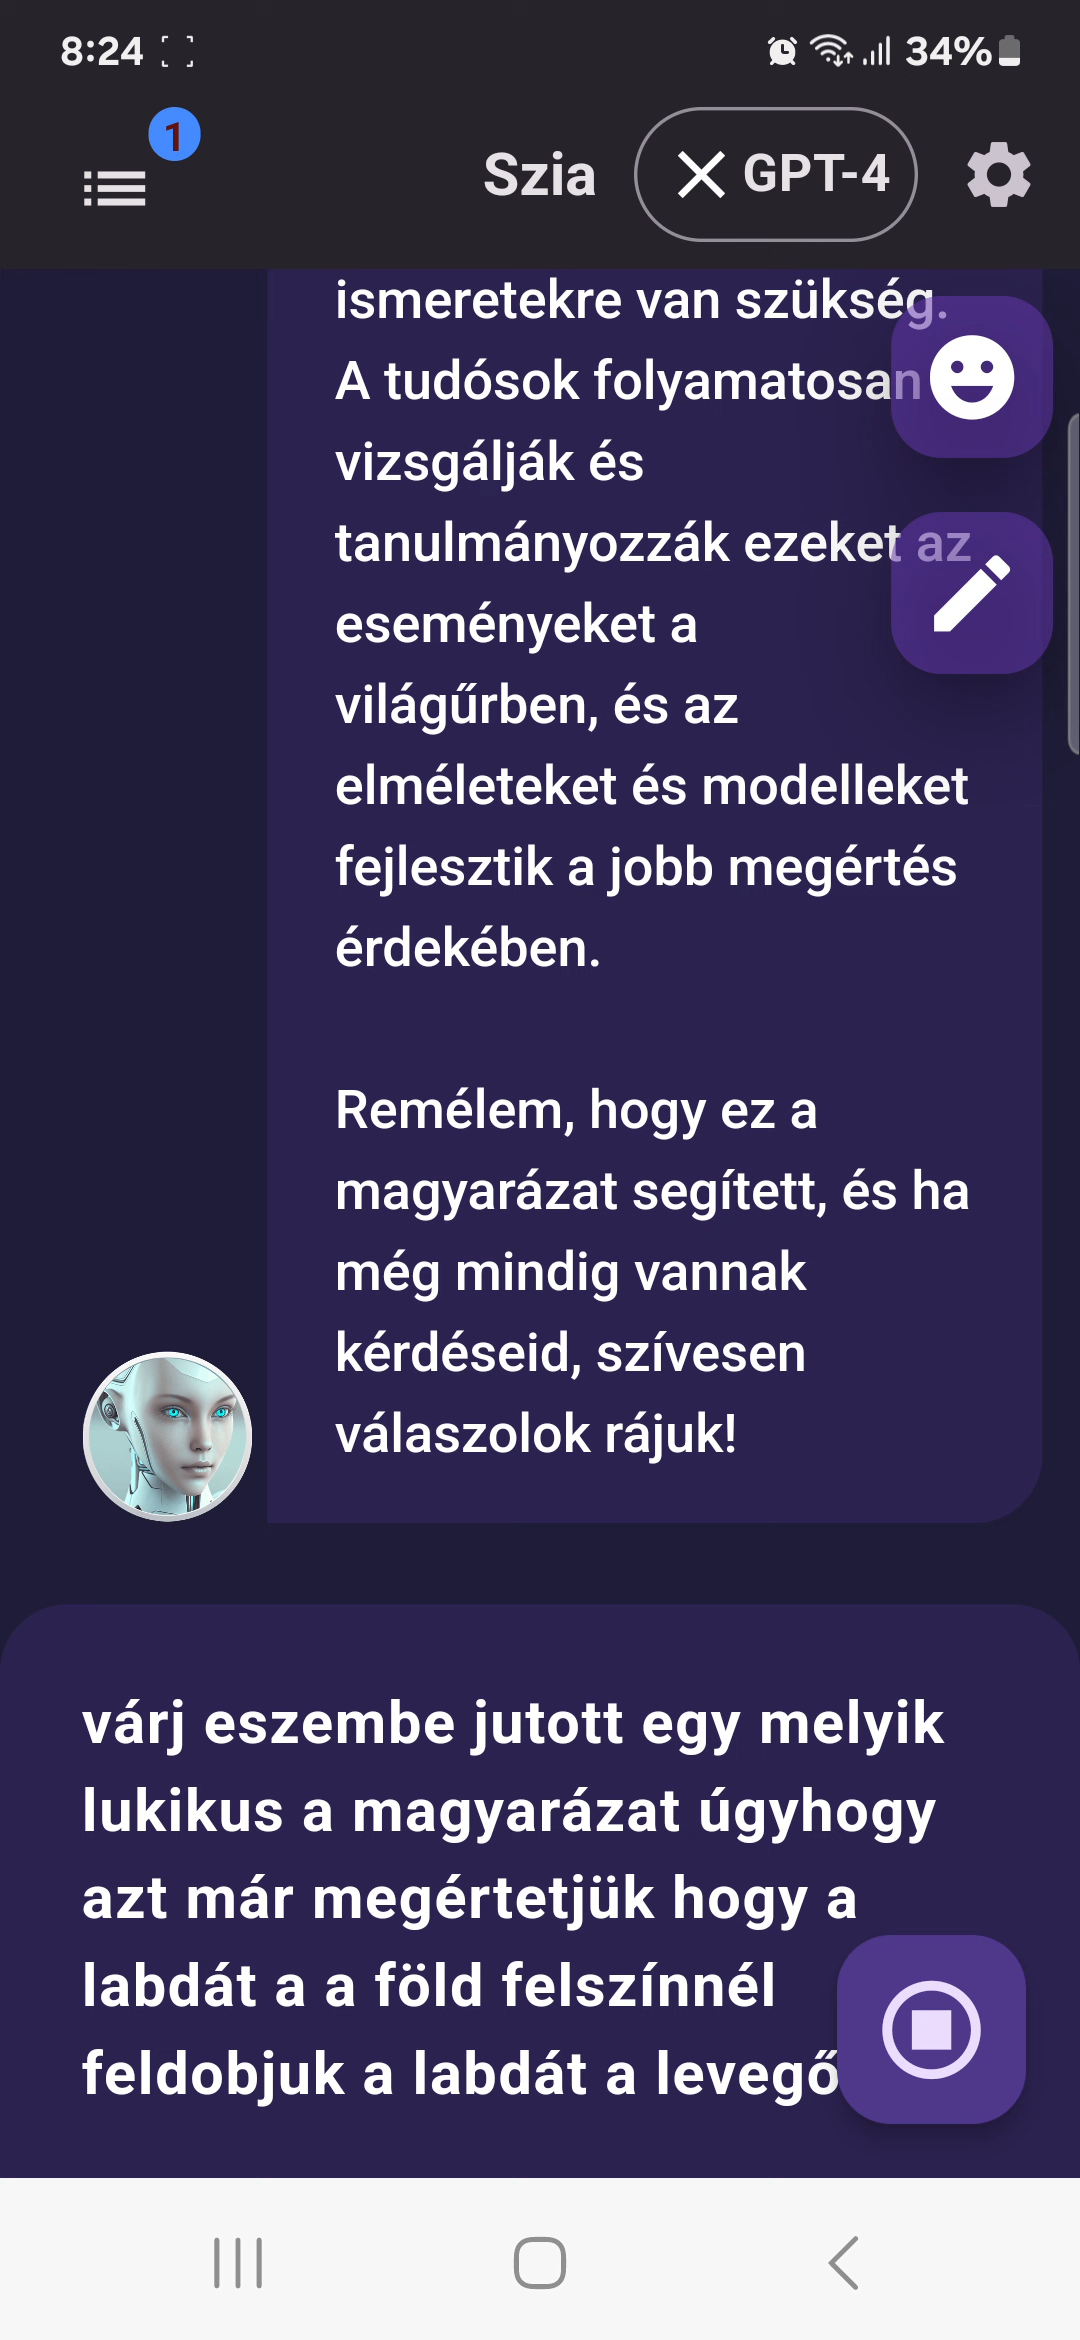 8:24
34%
1
Szia
GPT-4
ismeretekre van szükség.
A tudósok folyamatosan
vizsgálják és
tanulmányozzák ezeket az
eseményeket a
világűrben, és az
elméleteket és modelleket
fejlesztik a jobb megértés
érdekében.
Remélem, hogy ez a
magyarázat segített, és ha
még mindig vannak
kérdéseid, szívesen
válaszolok rájuk!
várj eszembe jutott egy melyik
lukikus a magyarázat úgyhogy
azt már megértetjük hogy a
labdát a a föld felszínnél
feldobjuk a labdát a levegő